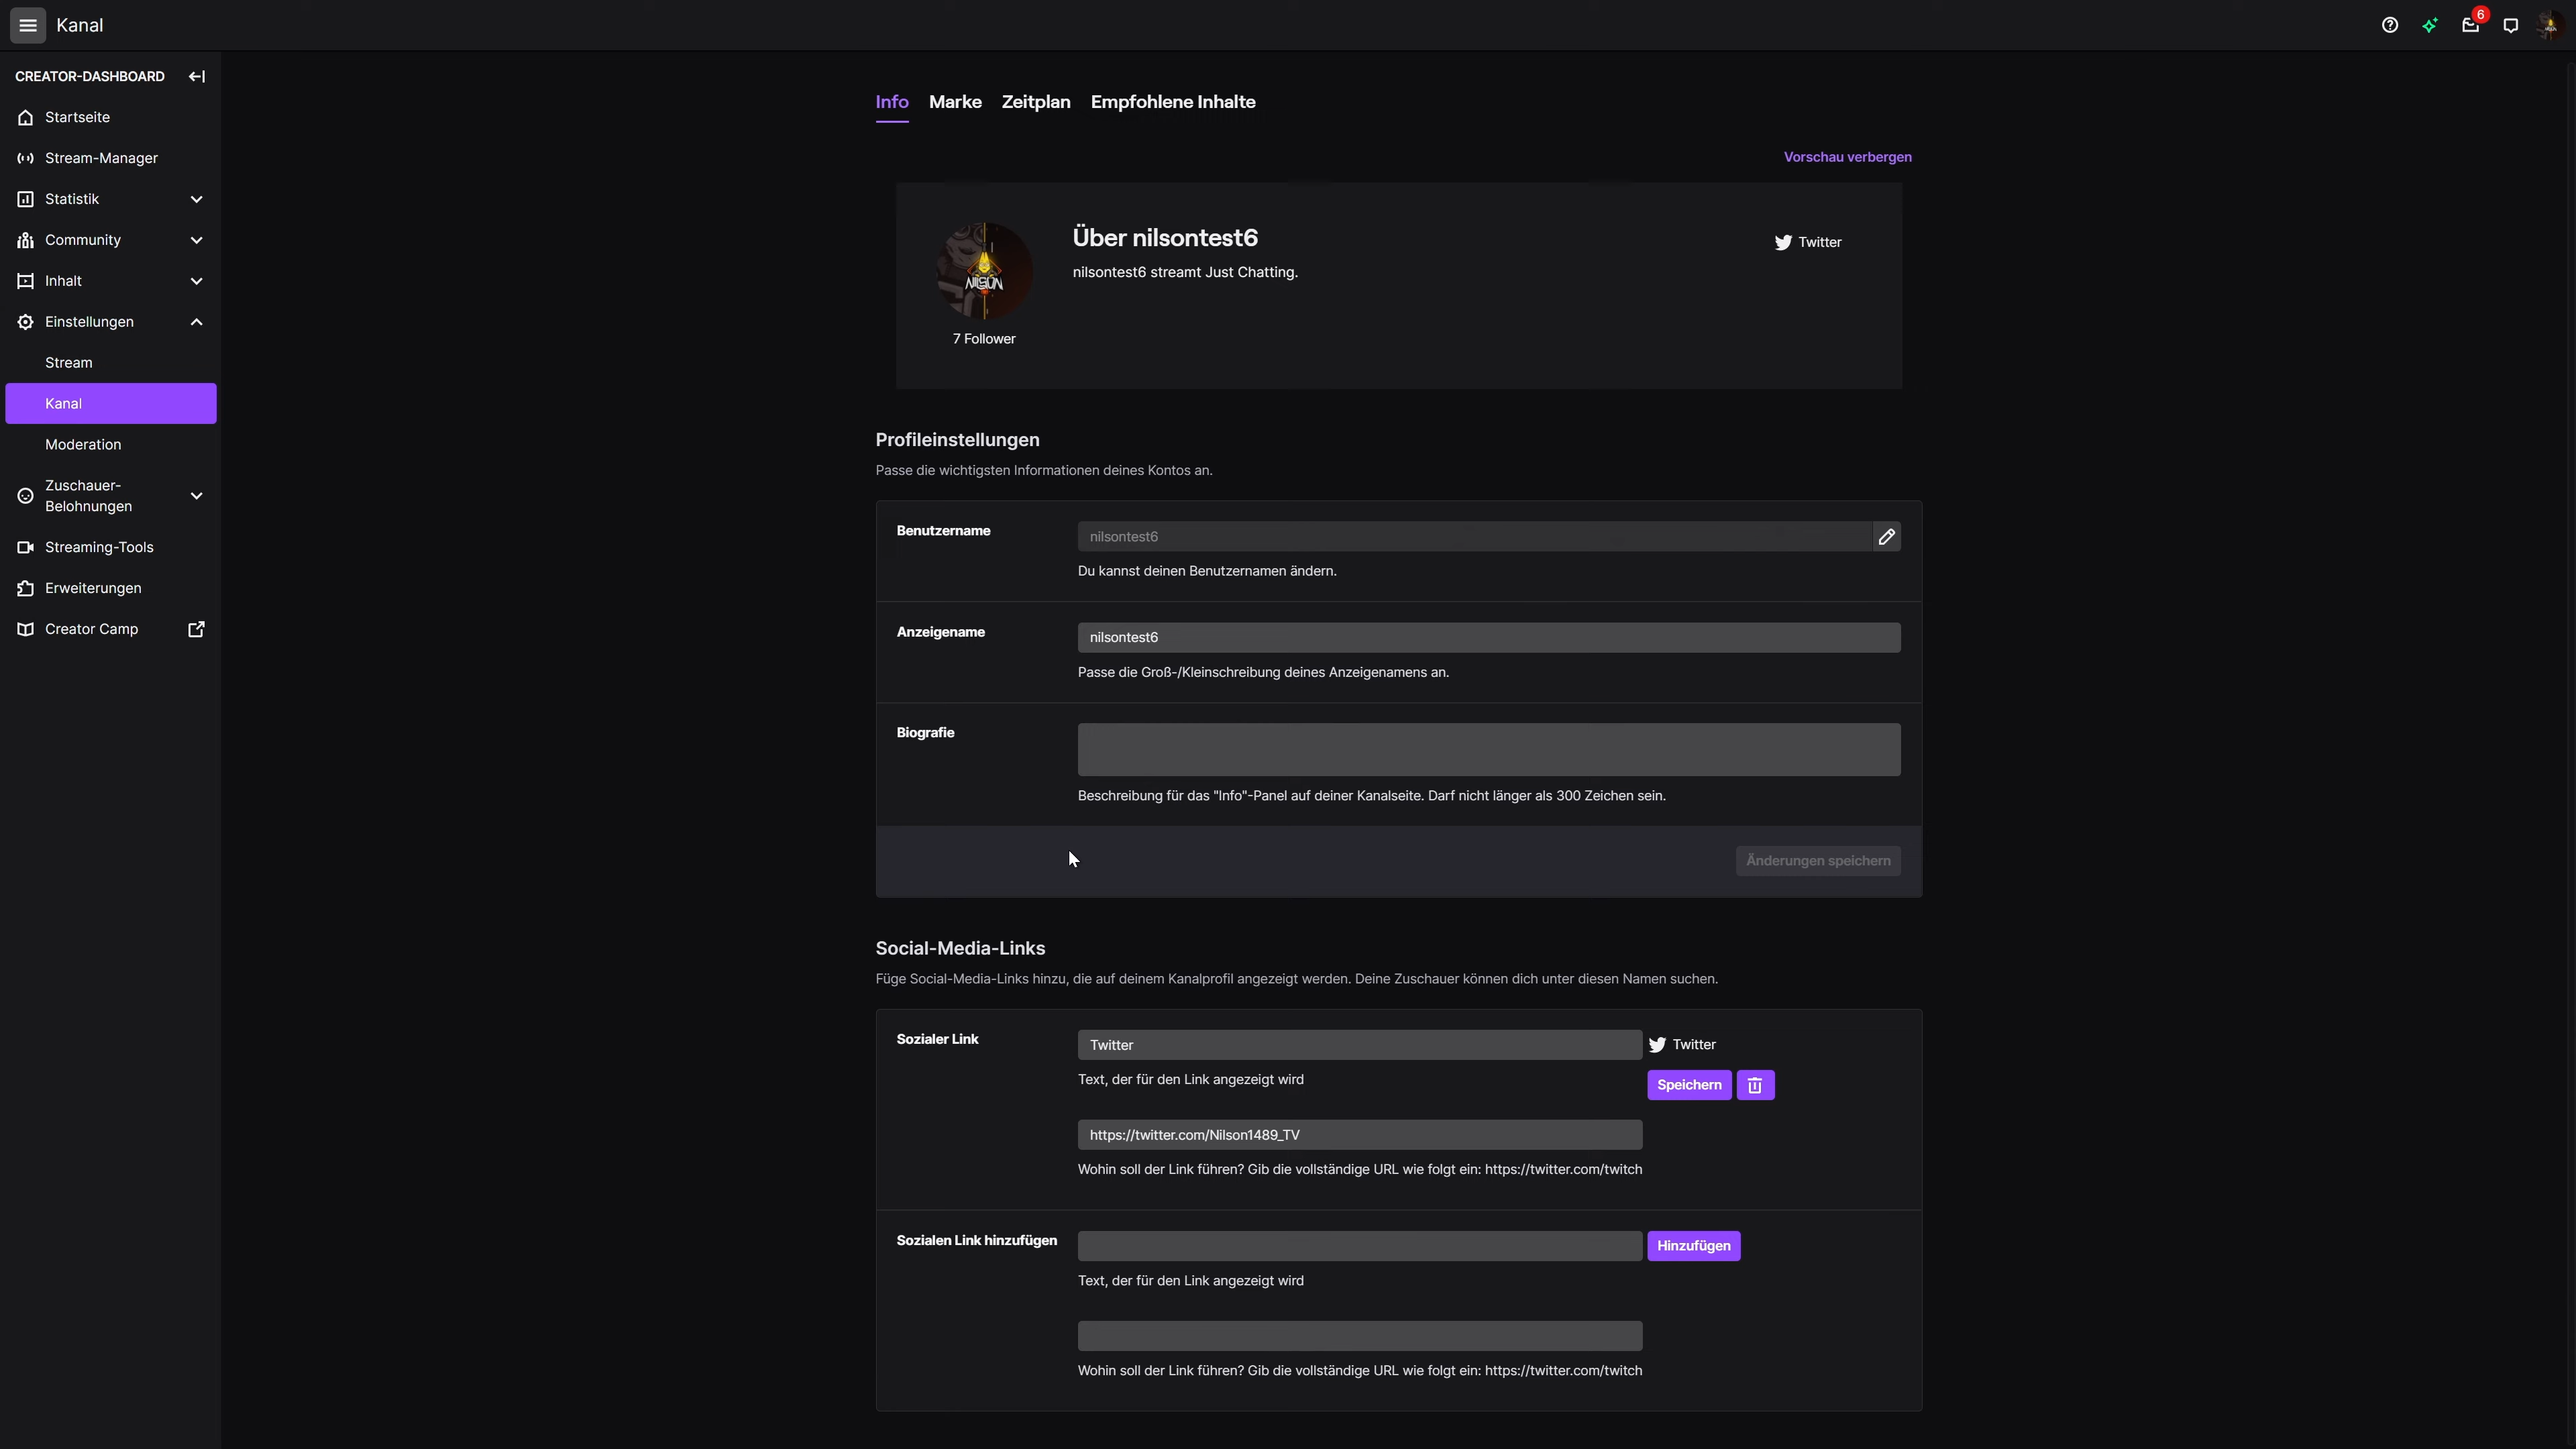 Kanal
6
CREATOR-DASHBOARD
Startseite
Stream-Manager
Statistik
Community
Inhalt
Einstellungen
Stream
Kanal
Moderation
Zuschauer-
Belohnungen
Streaming-Tools
Erweiterungen
Creator Camp
Info Marke Zeitplan Empfohlene Inhalte
Vorschau verbergen
NILSON
Über nilsontest6
nilsontest6 streamt Just Chatting.
Twitter
7 Follower
Profileinstellungen
Passe die wichtigsten Informationen deines Kontos an.
Benutzername
nilsontest6
Du kannst deinen Benutzernamen ändern.
Anzeigename
nilsontest6
Passe die Groß-/Kleinschreibung deines Anzeigenamens an.
Biografie
Beschreibung für das "Info"-Panel auf deiner Kanalseite. Darf nicht länger als 300 Zeichen sein.
Änderungen speichern
Social-Media-Links
Füge Social-Media-Links hinzu, die auf deinem Kanalprofil angezeigt werden. Deine Zuschauer können dich unter diesen Namen suchen.
Sozialer Link
Twitter
Twitter
Text, der für den Link angezeigt wird
Speichern
https://twitter.com/Nilson1489_TV
Wohin soll der Link führen? Gib die vollständige URL wie folgt ein: https://twitter.com/twitch
Sozialen Link hinzufügen
Hinzufügen
Text, der für den Link angezeigt wird
Wohin soll der Link führen? Gib die vollständige URL wie folgt ein: https://twitter.com/twitch